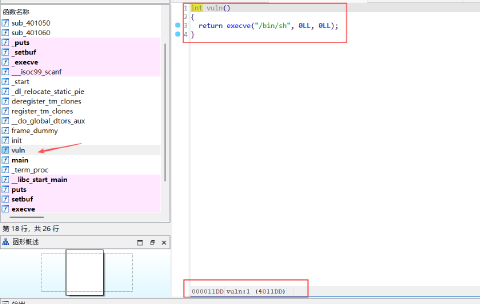 函数名称
sub_401050
sub_401060
_puts
_setbuf
_execve
___isoc99_scanf
_start
_dl_relocate_static_pie
deregister_tm_clones
register_tm_clones
__do_global_dtors_aux
frame_dummy
init
vuln
main
_term_proc
__libc_start_main
puts
setbuf
execve
第 18 行，共 26 行
图形概述
1 int vuln()
2 {
3 return execve("/bin/sh", 0LL, 0LL);
4 }
000011DD vuln:1 (4011DD)